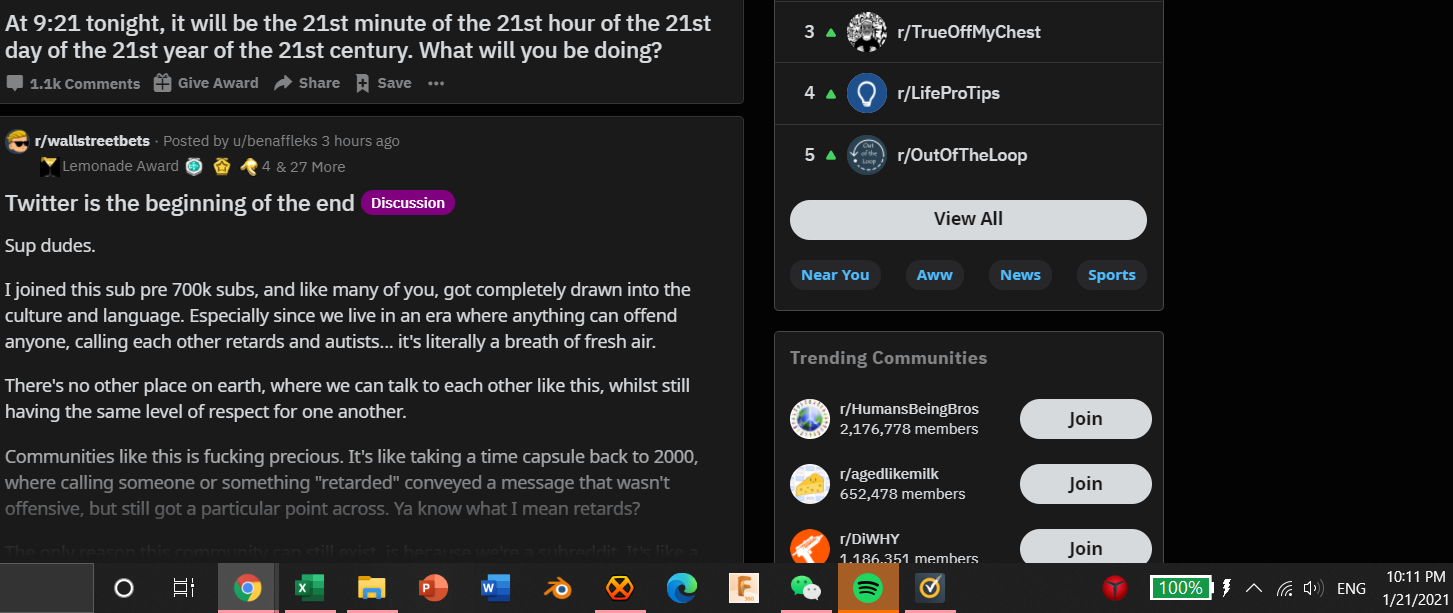 At 9:21 tonight, it will be the 21st minute of the 21st hour of the 21st
day of the 21st year of the 21st century. What will you be doing?
1.1k Comments Give Award Share Save
r/wallstreetbets · Posted by u/benaffleks 3 hours ago
Lemonade Award 4 & 27 More
Twitter is the beginning of the end Discussion
Sup dudes.
I joined this sub pre 700k subs, and like many of you, got completely drawn into the
culture and language. Especially since we live in an era where anything can offend
anyone, calling each other retards and autists... it's literally a breath of fresh air.
There's no other place on earth, where we can talk to each other like this, whilst still
having the same level of respect for one another.
Communities like this is fucking precious. It's like taking a time capsule back to 2000,
where calling someone or something "retarded" conveyed a message that wasn't
offensive, but still got a particular point across. Ya know what I mean retards?
The only reason this community can still exist, is because we're a subreddit. It's like a
3 r/TrueOffMyChest
4 r/LifeProTips
Out of the Loop
5 r/OutOfTheLoop
View All
Near You Aww News Sports
Trending Communities
r/HumansBeingBros
2,176,778 members
Join
r/agedlikemilk
652,478 members
Join
r/DiWHY
1,186,351 members
Join
100% ENG
10:11 PM
1/21/2021